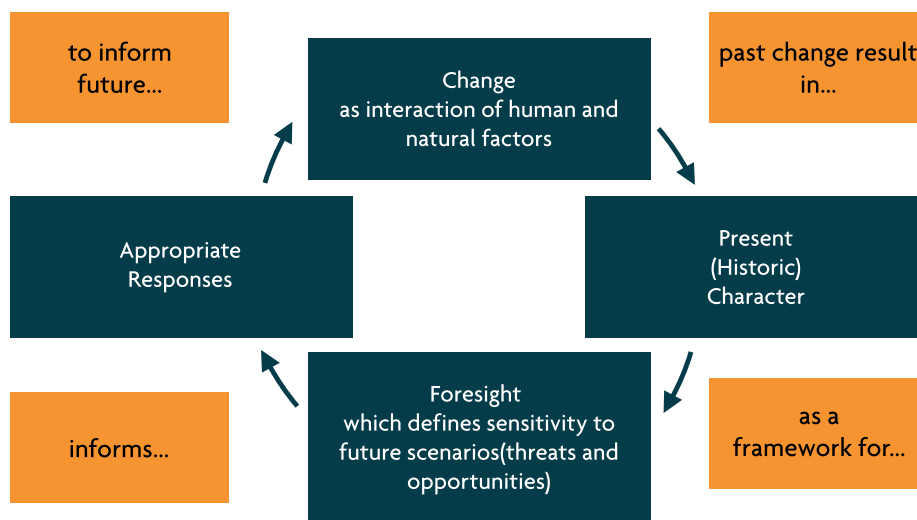 to inform
future...
Change
as interaction of human and
natural factors
past change result
in...
Appropriate
Responses
Present
(Historic)
Character
Foresight
which defines sensitivity to
future scenarios(threats and
opportunities)
informs...
as a
framework for...